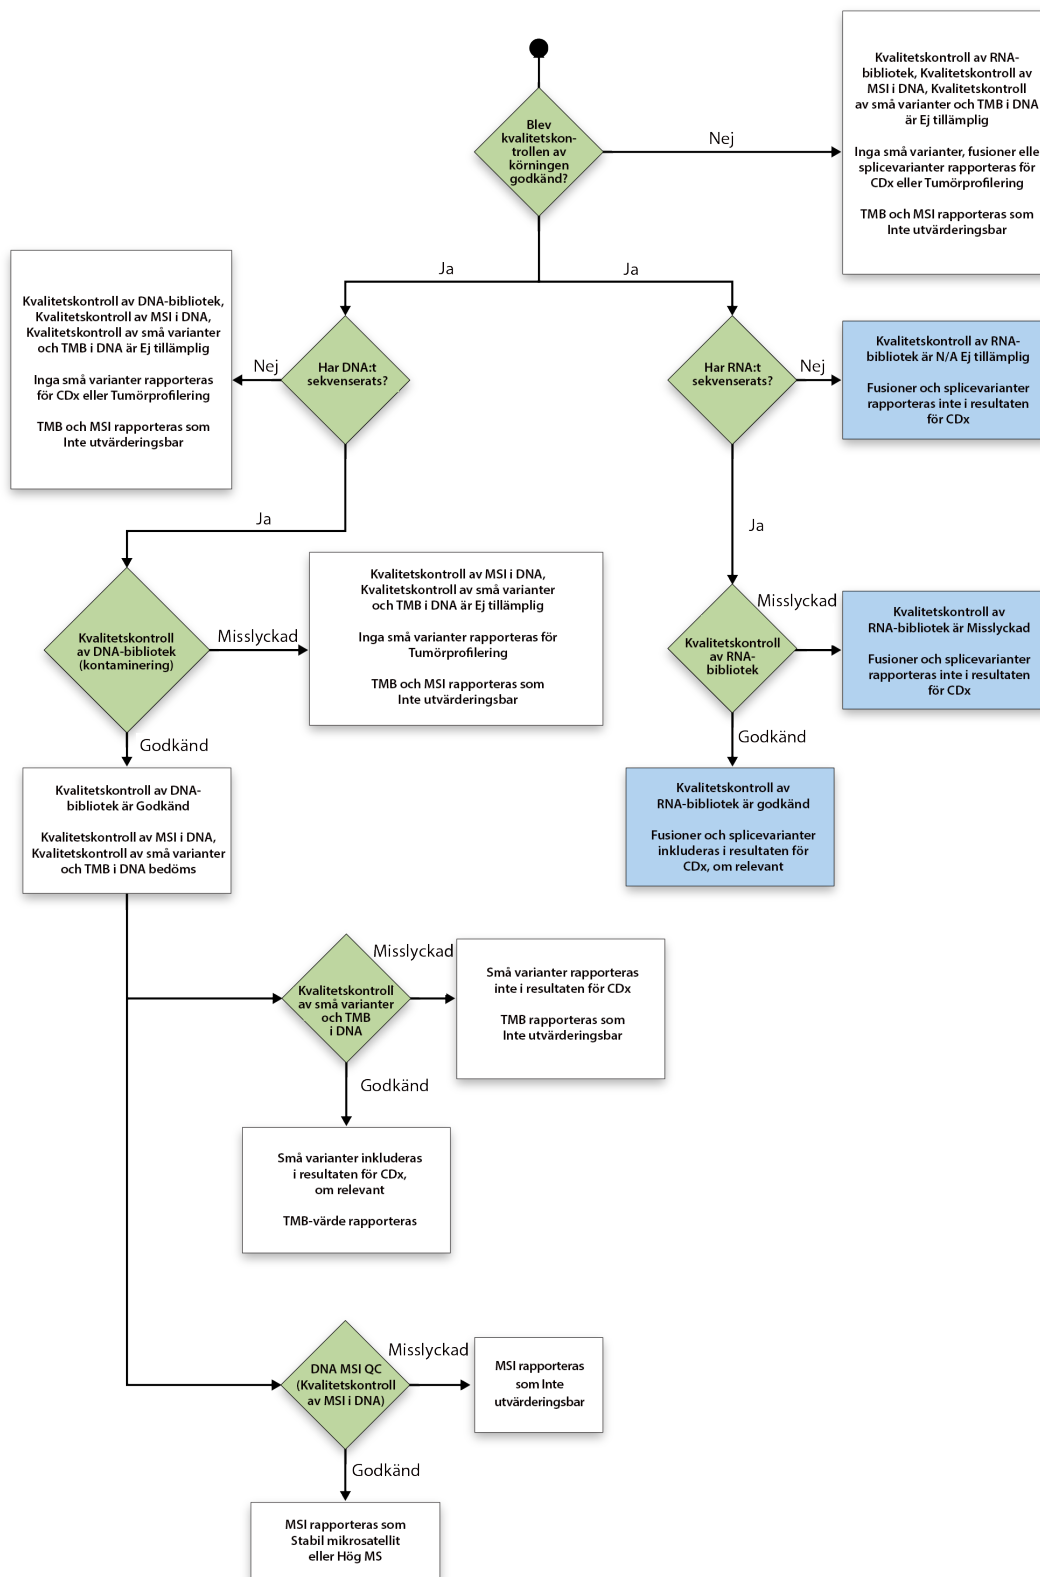 Blev
kvalitetskon-
trollen av
körningen
godkänd?
Nej
Kvalitetskontroll av RNA-
bibliotek, Kvalitetskontroll av
MSI i DNA, Kvalitetskontroll
av små varianter och TMB i DNA
är Ej tillämplig
Inga små varianter, fusioner elle
splicevarianter rapporteras för
CDx eller Tumörprofilering
TMB och MSI rapporteras som
Inte utvärderingsbar
Ja
Ja
Kvalitetskontroll av DNA-bibliotek,
Kvalitetskontroll av MSI i DNA,
Kvalitetskontroll av små varianter
och TMB i DNA är Ej tillämplig
Inga små varianter rapporteras
för CDx eller Tumörprofilering
TMB och MSI rapporteras som
Inte utvärderingsbar
Nej
Har DNA:t
sekvenserats?
Har RNA:t
sekvenserats?
Nej
Kvalitetskontroll av RNA-
bibliotek är N/A Ej tillämplig
Fusioner och splicevarianter
rapporteras inte i resultaten
för CDx
Ja
Ja
Kvalitetskontroll
av DNA-bibliotek
(kontaminering)
Misslyckad
Kvalitetskontroll av MSI i DNA,
Kvalitetskontroll av små varianter
och TMB i DNA är Ej tillämplig
Inga små varianter rapporteras för
Tumörprofilering
TMB och MSI rapporteras som
Inte utvärderingsbar
Kvalitetskontroll
av RNA-
bibliotek
Misslyckad
Kvalitetskontroll av
RNA-bibliotek är Misslyckad
Fusioner och splicevarianter
rapporteras inte i resultaten
för CDx
Godkänd
Godkänd
Kvalitetskontroll av DNA-
bibliotek är Godkänd
Kvalitetskontroll av MSI i DNA,
Kvalitetskontroll av små varianter
och TMB i DNA bedöms
Kvalitetskontroll av
RNA-bibliotek är godkänd
Fusioner och splicevarianter
inkluderas i resultaten för
CDx, om relevant
Kvalitetskontroll
av små varianter
och TMB
i DNA
Misslyckad
Små varianter rapporteras
inte i resultaten för CDx
TMB rapporteras som
Inte utvärderingsbar
Godkänd
Små varianter inkluderas
i resultaten för CDx,
om relevant
TMB-värde rapporteras
DNA MSI QC
(Kvalitetskontroll
av MSI i DNA)
Misslyckad
MSI rapporteras
som Inte
utvärderingsbar
Godkänd
MSI rapporteras som
Stabil mikrosatellit
eller Hög MS